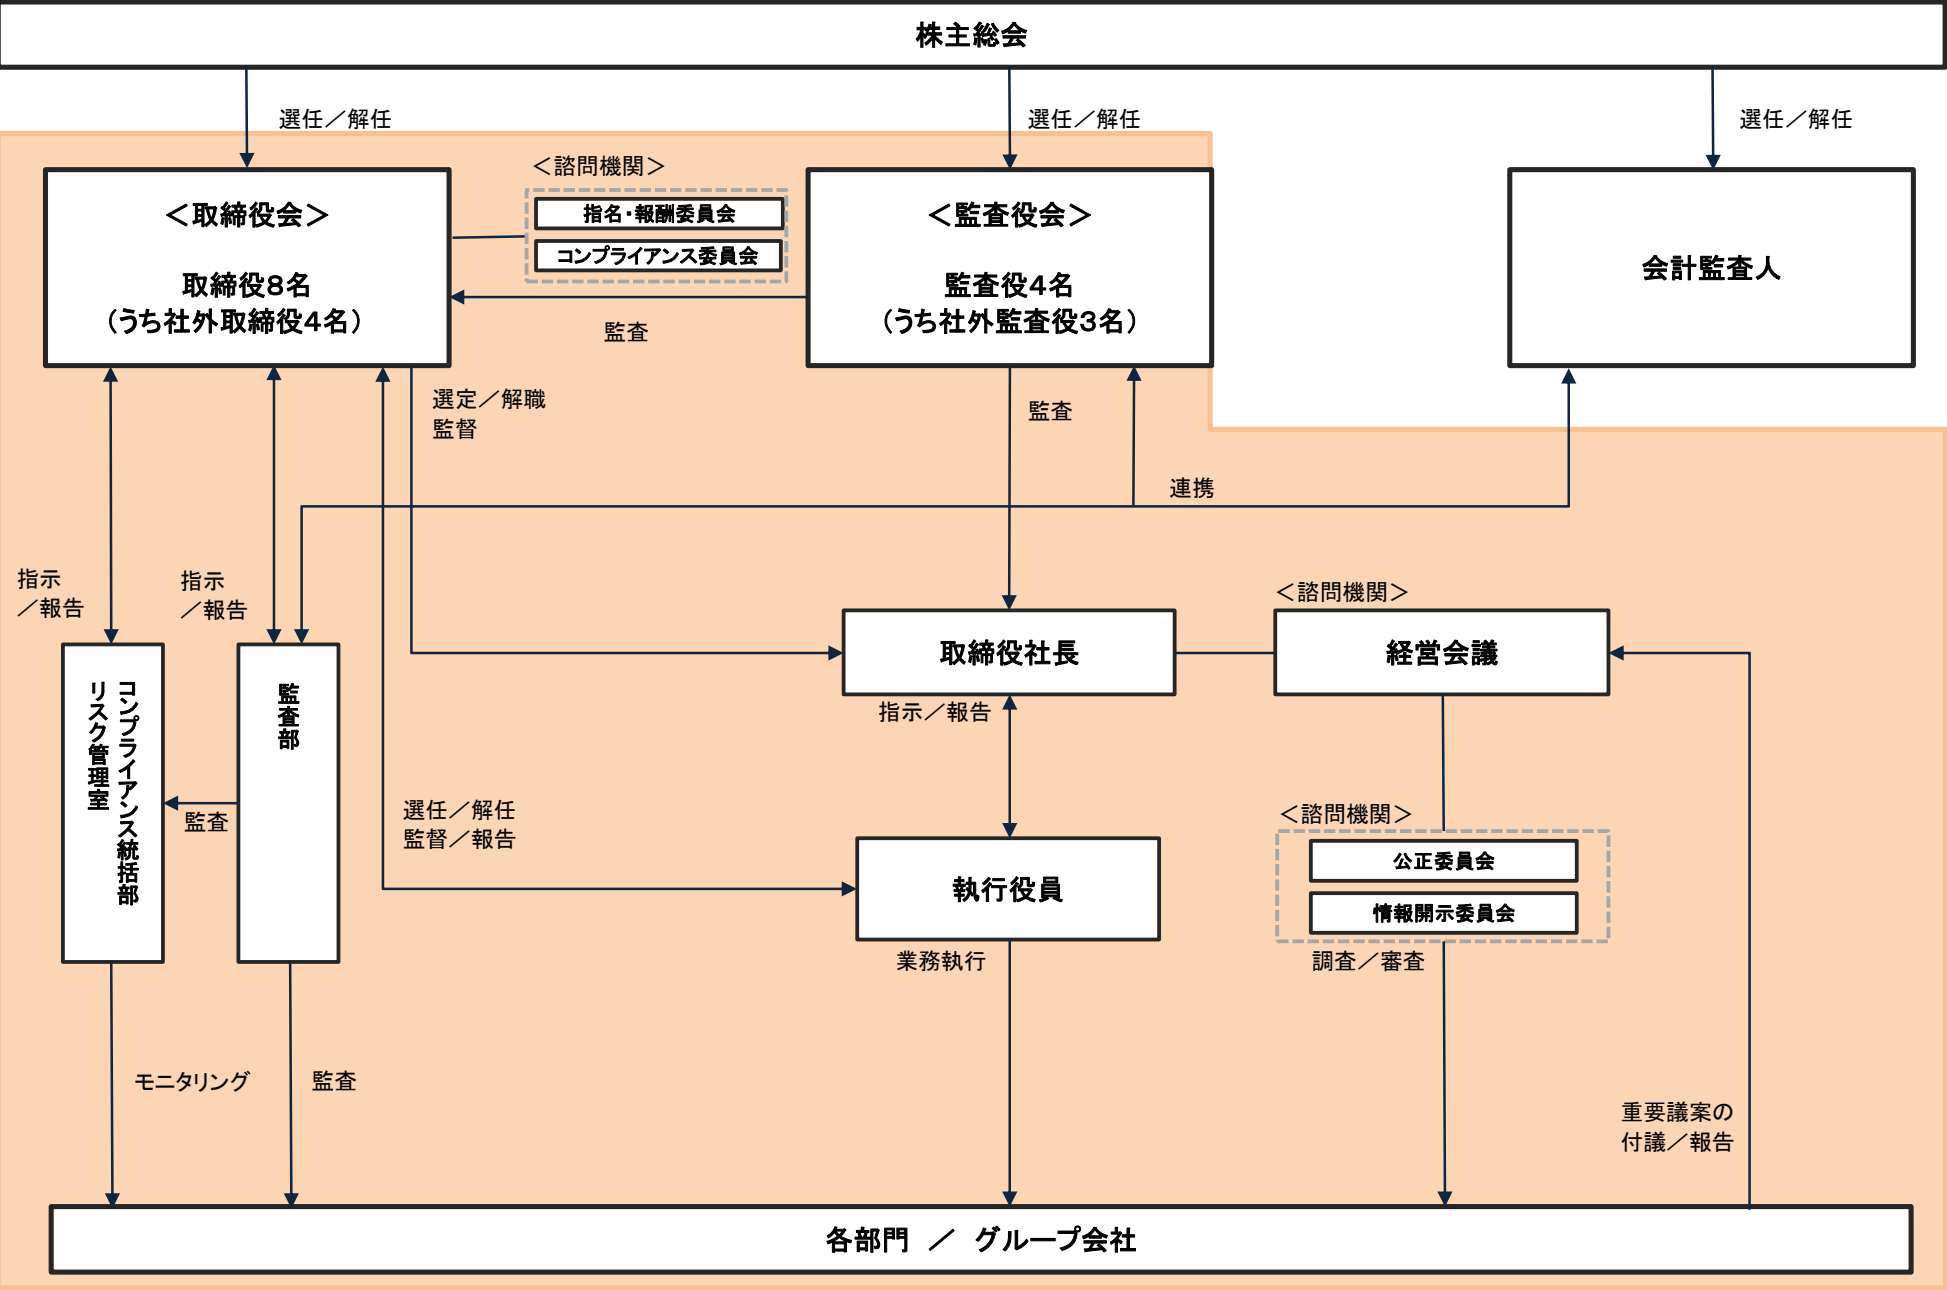 株主総会
選任／解任
選任／解任
選任／解任
＜取締役会＞
取締役8名
（うち社外取締役4名）
＜諮問機関＞
指名・報酬委員会
コンプライアンス委員会
＜監査役会＞
監査役4名
（うち社外監査役3名）
会計監査人
監査
選定／解職
監督
監査
連携
指示
／報告
指示
／報告
＜諮問機関＞
取締役社長
経営会議
指示／報告
コンプライアンス統括部
リスク管理室
監査部
監査
選任／解任
監督／報告
＜諮問機関＞
公正委員会
情報開示委員会
執行役員
業務執行
調査／審査
モニタリング
監査
重要議案の
付議／報告
各部門　／　グループ会社